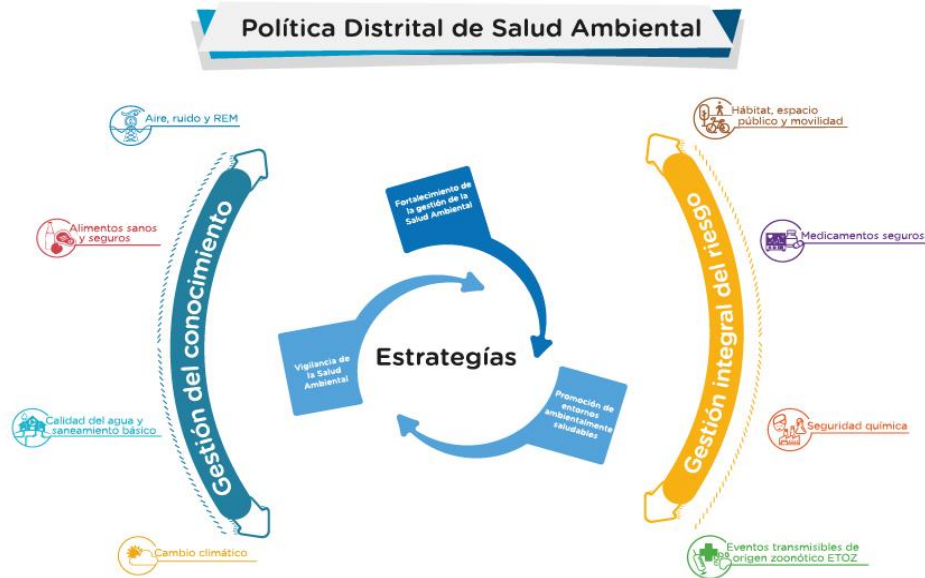 Política Distrital de Salud Ambiental
Aire, ruido y REM
Alimentos sanos
y seguros
Calidad del agua y
saneamiento básico
Cambio climático
Gestión del conocimiento
Fortalecimiento de
la gestión de la
Salud Ambiental
Vigilancia de
la Salud
Ambiental
Estrategías
Promoción de
entornos
ambientalmente
saludables
Gestión integral del riesgo
Hábitat, espacio
público y movilidad
Medicamentos seguros
Seguridad química
Eventos transmisibles de
origen zoonótico ETOZ